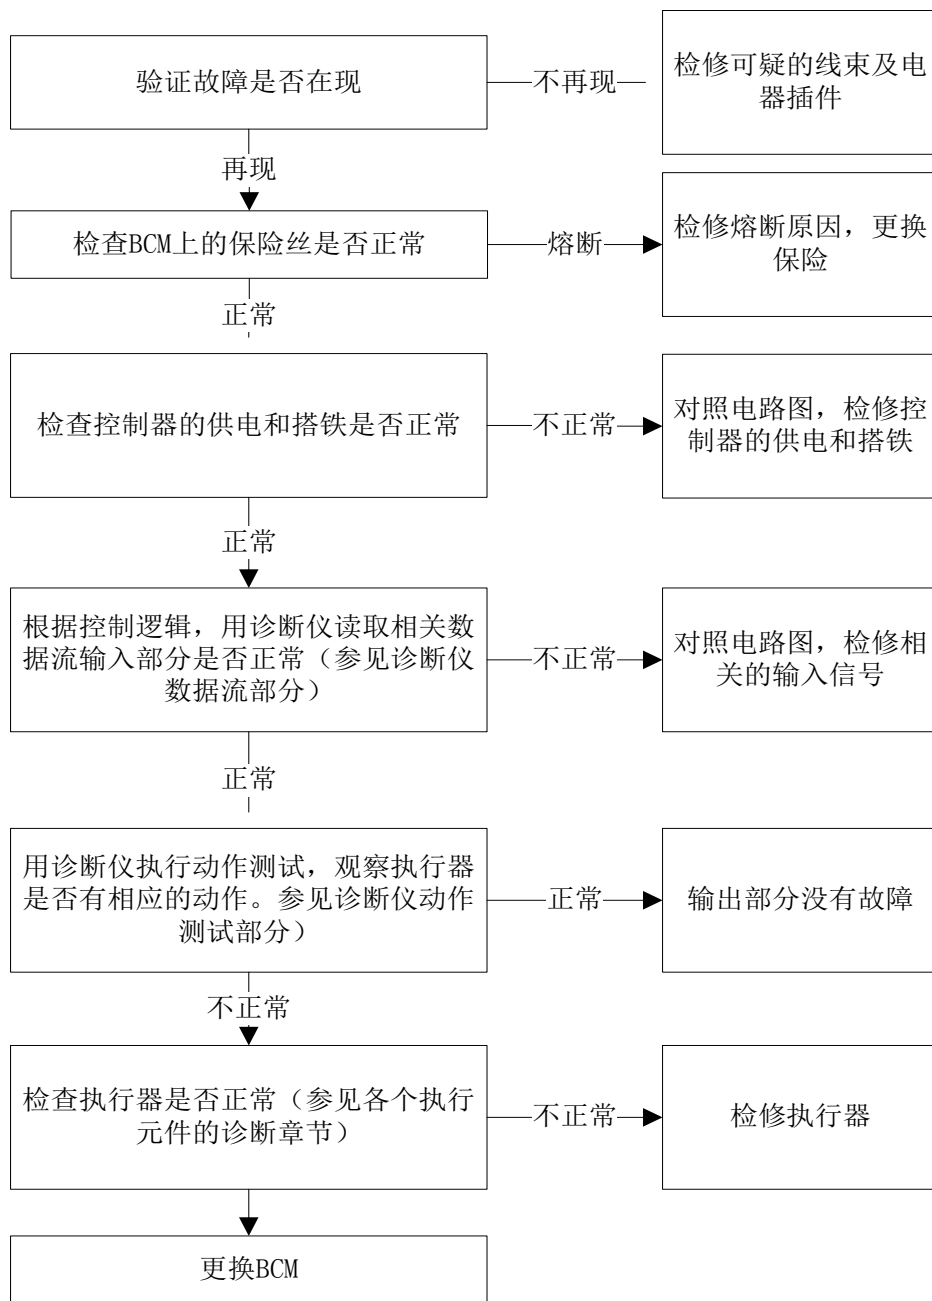 验证故障是否在现
不再现
检修可疑的线束及电
器插件
再现
检查BCM上的保险丝是否正常
熔断
检修熔断原因，更换
保险
正常
检查控制器的供电和搭铁是否正常
不正常
对照电路图，检修控
制器的供电和搭铁
正常
根据控制逻辑，用诊断仪读取相关数
据流输入部分是否正常（参见诊断仪
数据流部分）
不正常
对照电路图，检修相
关的输入信号
正常
用诊断仪执行动作测试，观察执行器
是否有相应的动作。参见诊断仪动作
测试部分）
正常
输出部分没有故障
不正常
检查执行器是否正常（参见各个执行
元件的诊断章节）
不正常
检修执行器
更换BCM